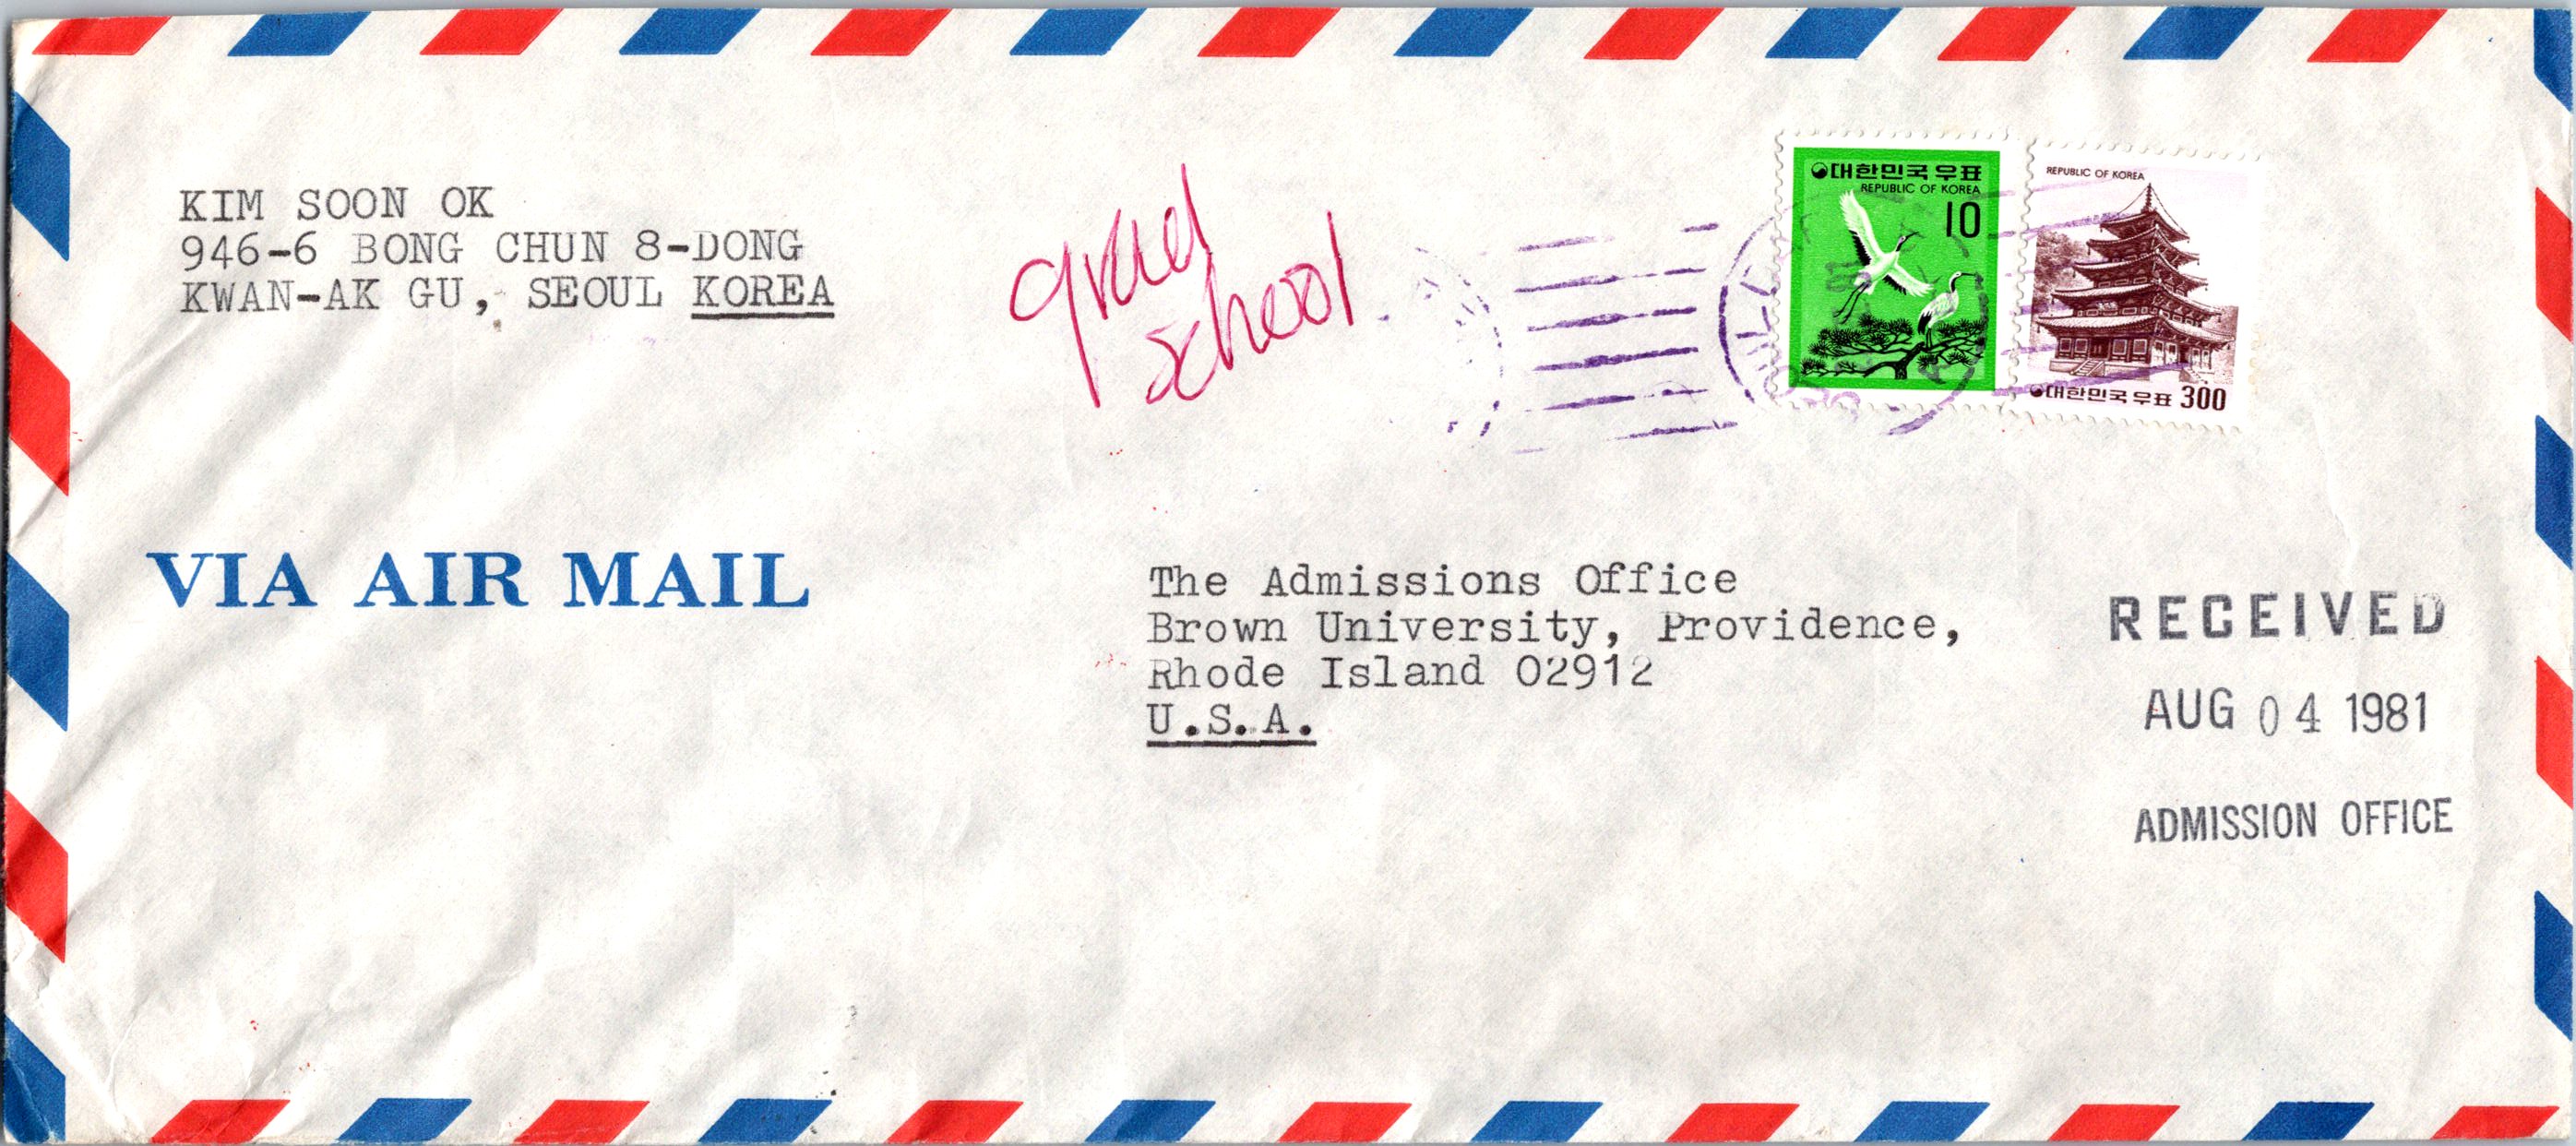 KIM SOON OK
946-6 BONG CHUN 8-DONG
KWAN-AK GU, SEOUL KOREA
grad
school
대한민국우표
REPUBLIC OF KOREA
10
REPUBLIC OF KOREA
대한민국우표 300
VIA AIR MAIL
The Admissions Office
Brown University, Providence,
Rhode Island 02912
U.S.A.
RECEIVED
AUG 04 1981
ADMISSION OFFICE